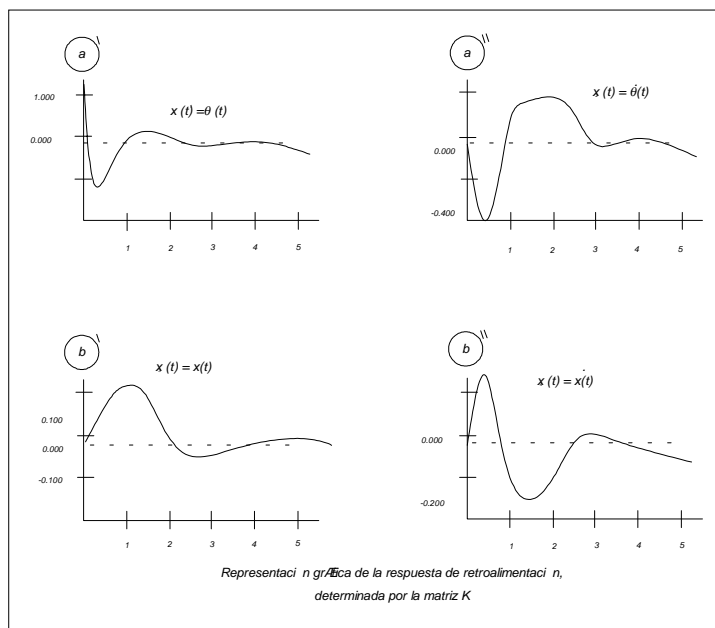 a \
x (t) =θ (t)
1.000
0.000
1 2 3 4 5
a \\
x (t) = θ̇(t)
0.000
-0.400
1 2 3 4 5
b \
x (t) = x(t)
0.100
0.000
-0.100
1 2 3 4 5
b \\
x (t) = ẋ(t)
0.000
-0.200
1 2 3 4 5
Representaci n grÆca de la respuesta de retroalimentaci n,
determinada por la matriz K